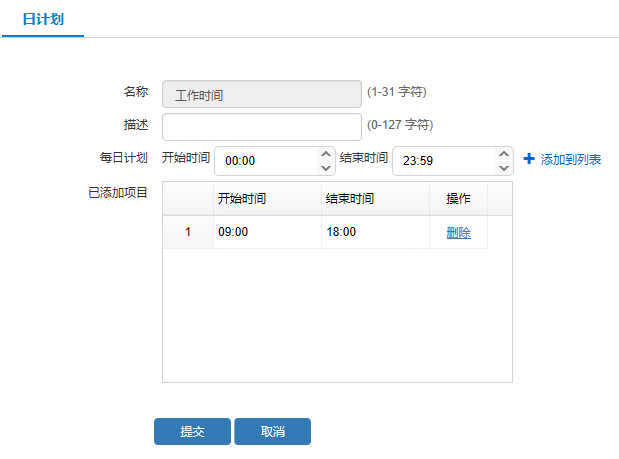 日计划
名称 工作时间 (1-31 字符)
描述 (0-127 字符)
每日计划 开始时间 00:00 结束时间 23:59 添加到列表
已添加项目 开始时间 结束时间 操作
1 09:00 18:00 删除
提交 取消